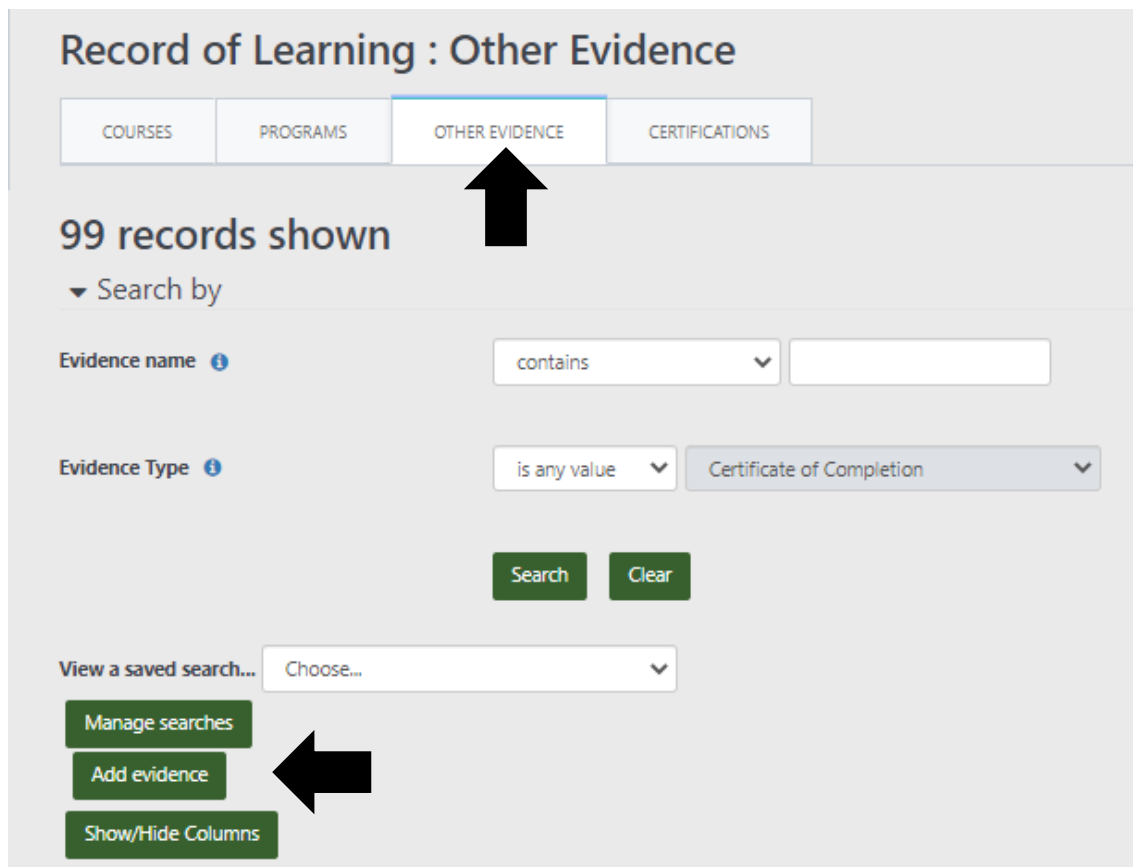 Record of Learning : Other Evidence
COURSES PROGRAMS OTHER EVIDENCE CERTIFICATIONS
99 records shown
Search by
Evidence name contains
Evidence Type is any value Certificate of Completion
Search Clear
View a saved search... Choose...
Manage searches
Add evidence
Show/Hide Columns